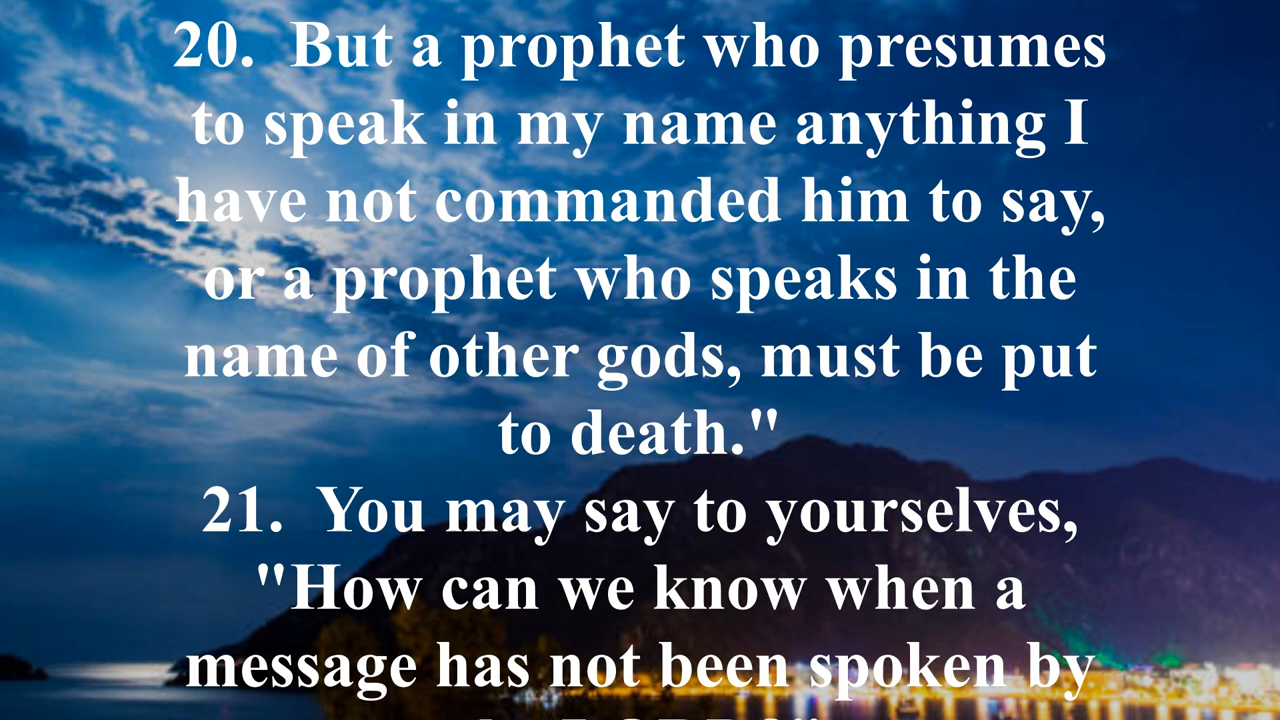 20.  But a prophet who presumes
to speak in my name anything I
have not commanded him to say,
or a prophet who speaks in the
name of other gods, must be put
to death."
21.  You may say to yourselves,
"How can we know when a
message has not been spoken by